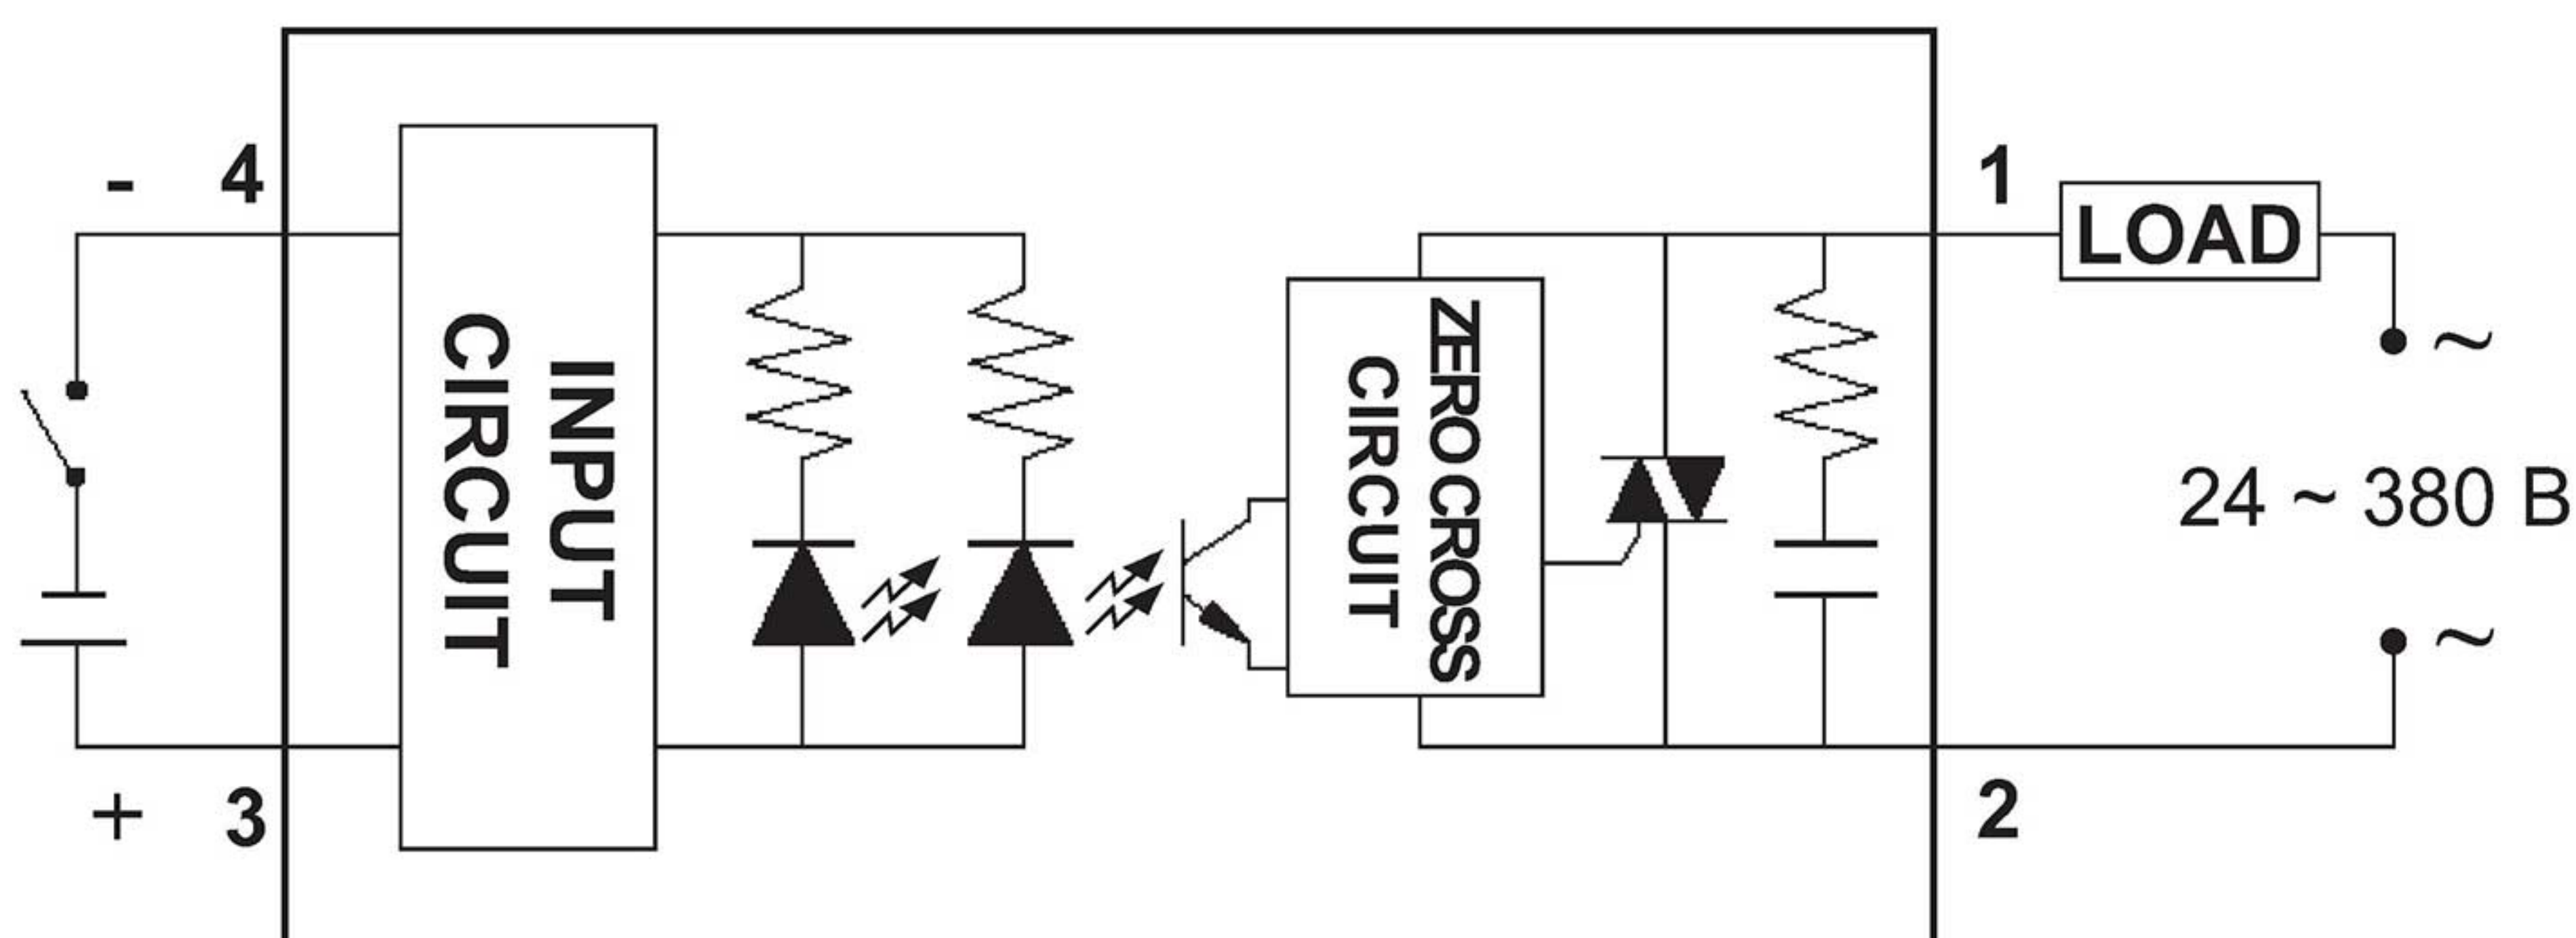 - 4
1
LOAD
~
INPUT
CIRCUIT
ZERO CROSS
CIRCUIT
24 ~ 380 В
~
+ 3
2